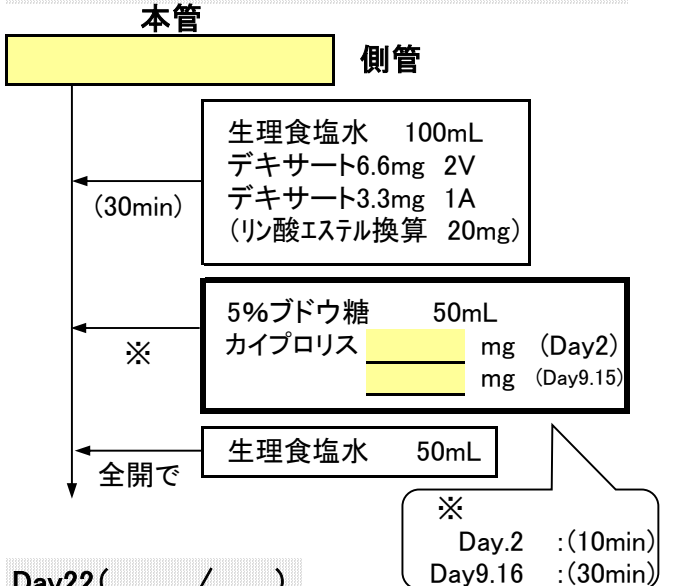 本管
側管
生理食塩水 100mL
デキサート6.6mg 2V
デキサート3.3mg 1A
(リン酸エステル換算 20mg)
(30min)
5%ブドウ糖 50mL
カイプロリス mg (Day2)
mg (Day9.15)
※
生理食塩水 50mL
全開で
※
Day.2 :(10min)
Day9.16 :(30min)
Day22( / )